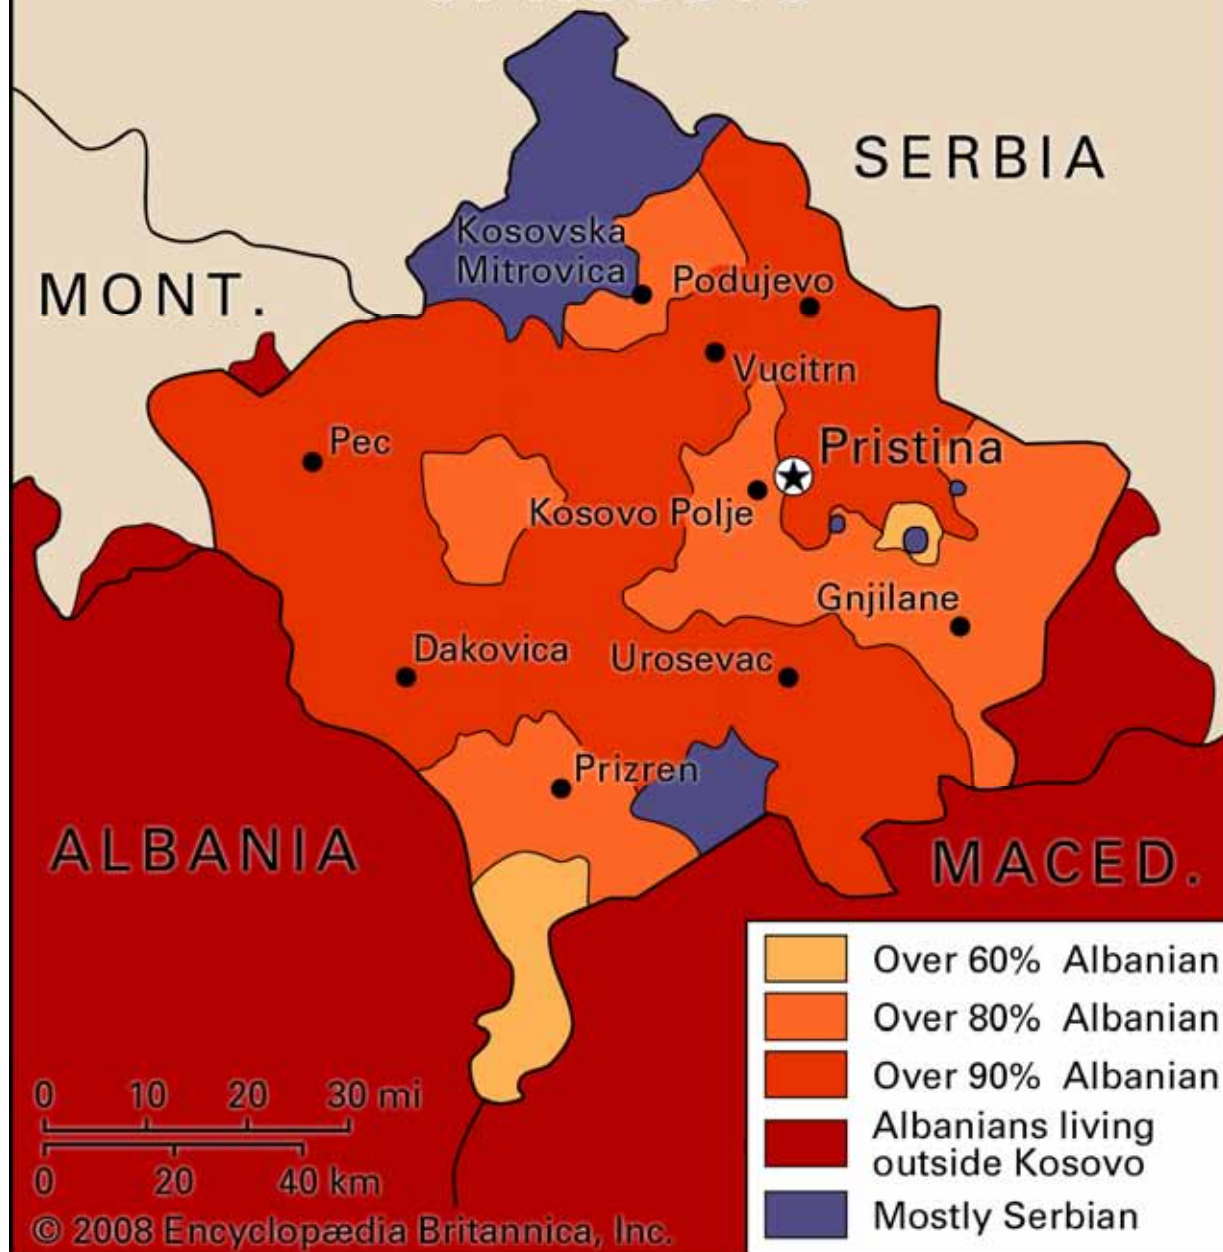 SERBIA
MONT.
Kosovska
Mitrovica
Podujevo
Vucitrn
Pec
Pristina
Kosovo Polje
Gnjilane
Dakovica
Urosevac
Prizren
ALBANIA
MACED.
Over 60% Albanian
Over 80% Albanian
Over 90% Albanian
Albanians living
outside Kosovo
Mostly Serbian
0 10 20 30 mi
0 20 40 km
© 2008 Encyclopædia Britannica, Inc.